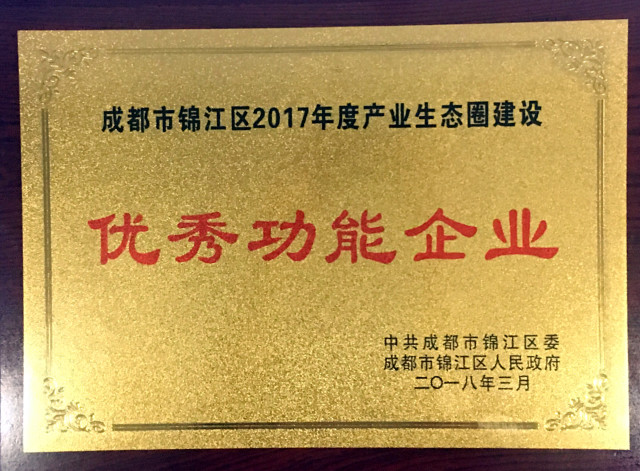 成都市锦江区2017年度产业生态圈建设
优秀功能企业
中共成都市锦江区委
成都市锦江区人民政府
二〇一八年三月